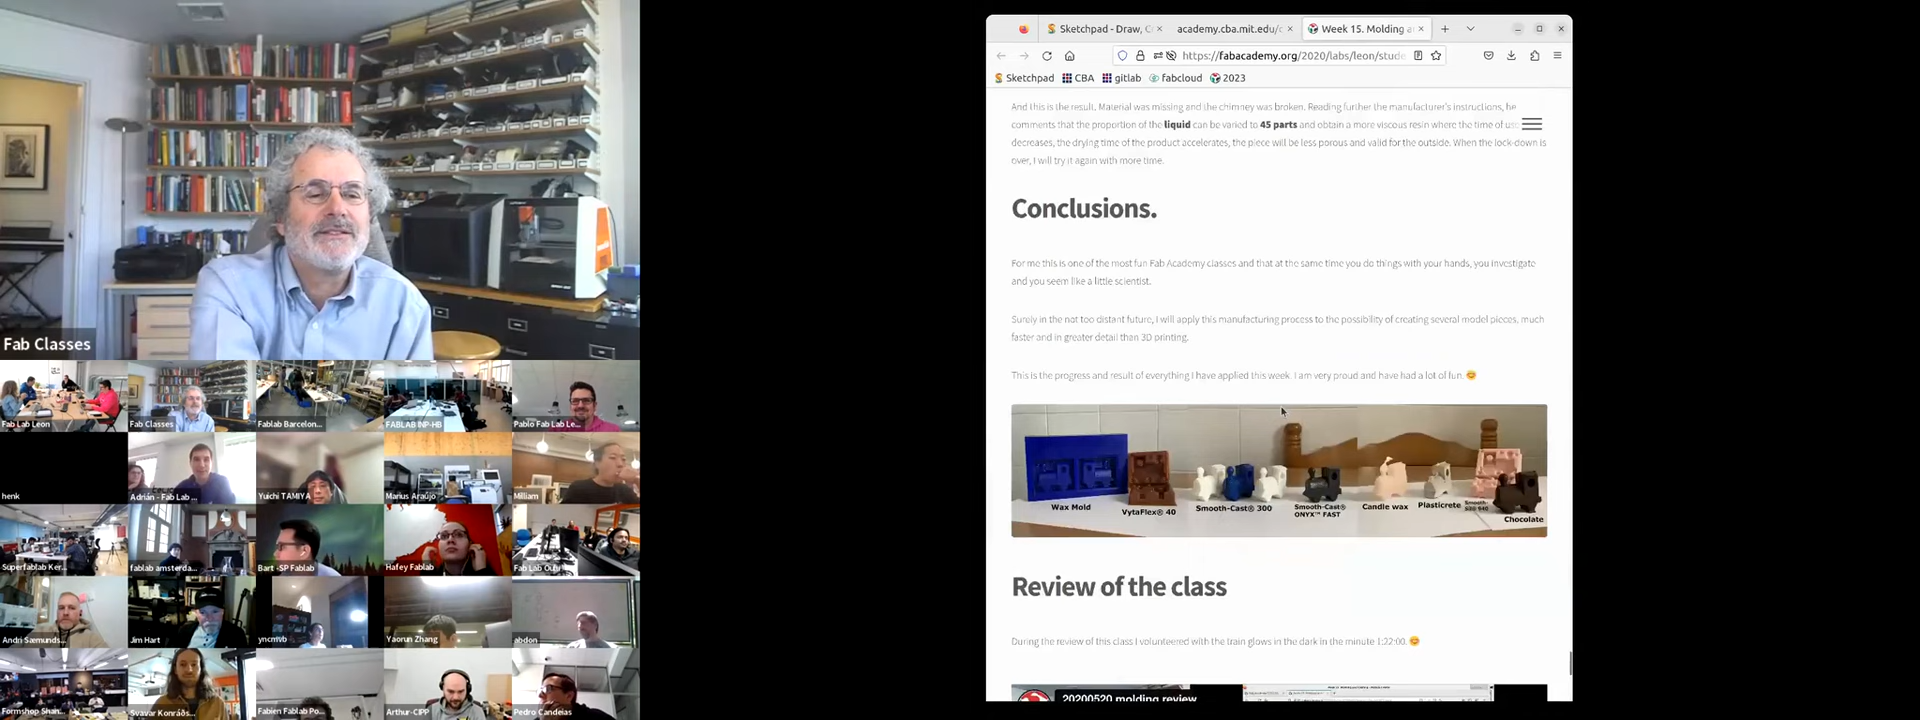 Fab Classes
Fab Lab Leon
Fab Classes
Fablab Barcelon...
FABLAB INP-HB
Pablo Fab Lab Le...
henk
Adrián - Fab Lab ...
Yuichi TAMIYA
Marius Araújo
Miliam
Superfablab Ker...
fablab amsterda...
Bart -SP Fablab
Hafey Fablab
Fab Lab Oulu
Andri Sæmunds...
Jim Hart
yncmvb
Yaorun Zhang
abdon
Formshop Shan...
Svavar Konráðs...
Fabien Fablab Po...
Arthur-CIPP
Pedro Candeias
Sketchpad - Draw, C
academy.cba.mit.edu/c
Week 15. Molding a
https://fabacademy.org/2020/labs/leon/stude
Sketchpad CBA gitlab fabcloud 2023
And this is the result. Material was missing and the chimney was broken. Reading further the manufacturer's instructions, he
comments that the proportion of the liquid can be varied to 45 parts and obtain a more viscous resin where the time of us
decreases, the drying time of the product accelerates, the piece will be less porous and valid for the outside. When the lock-down is
over, I will try it again with more time.
Conclusions.
For me this is one of the most fun Fab Academy classes and that at the same time you do things with your hands, you investigate
and you seem like a little scientist.
Surely in the nat too distant future, I will apply this manufacturing process to the possibility of creating several model pieces, much
faster and in greater detail than 3D printing.
This is the progress and result of everything I have applied this week. I am very proud and have had a lot of fun. 😊
Wax Mold
VytaFlex® 40
Smooth-Cast® 300
Smooth-Cast®
ONYX™ FAST
Candle wax
Plasticrete
Smooth-
Sil® 940
Chocolate
Review of the class
During the review of this class I volunteered with the train glows in the dark in the minute 1:22:00. 😊
20200520 molding review